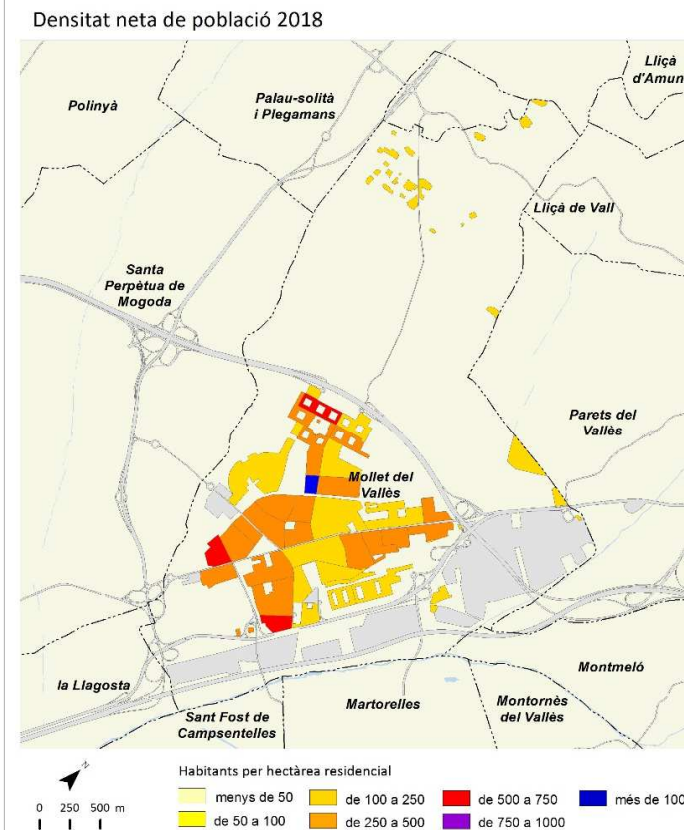 Densitat neta de població 2018
Lliçà
d'Amun
Polinyà
Palau-solità
i Plegamans
Lliçà de Vall
Santa
Perpètua de
Mogoda
Parets del
Vallès
Mollet del
Vallès
Montmeló
la Llagosta
Martorelles
Montornès
del Vallès
Sant Fost de
Campsentelles
N
0 250 500 m
Habitants per hectàrea residencial
menys de 50
de 100 a 250
de 500 a 750
més de 100
de 50 a 100
de 250 a 500
de 750 a 1000